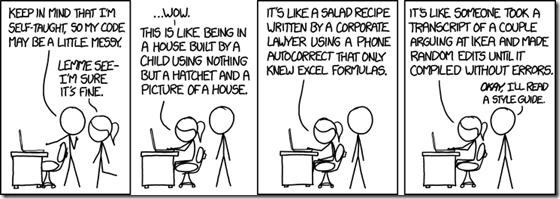 KEEP IN MIND THAT I'M
SELF-TAUGHT, SO MY CODE
MAY BE A LITTLE MESSY.
LEMME SEE-
I'M SURE
IT'S FINE.
...WOW.
THIS IS LIKE BEING IN
A HOUSE BUILT BY A
CHILD USING NOTHING
BUT A HATCHET AND A
PICTURE OF A HOUSE.
IT'S LIKE A SALAD RECIPE
WRITTEN BY A CORPORATE
LAWYER USING A PHONE
AUTOCORRECT THAT ONLY
KNEW EXCEL FORMULAS.
IT'S LIKE SOMEONE TOOK A
TRANSCRIPT OF A COUPLE
ARGUING AT IKEA AND MADE
RANDOM EDITS UNTIL IT
COMPILED WITHOUT ERRORS.
OKAY, I'LL READ
A STYLE GUIDE.